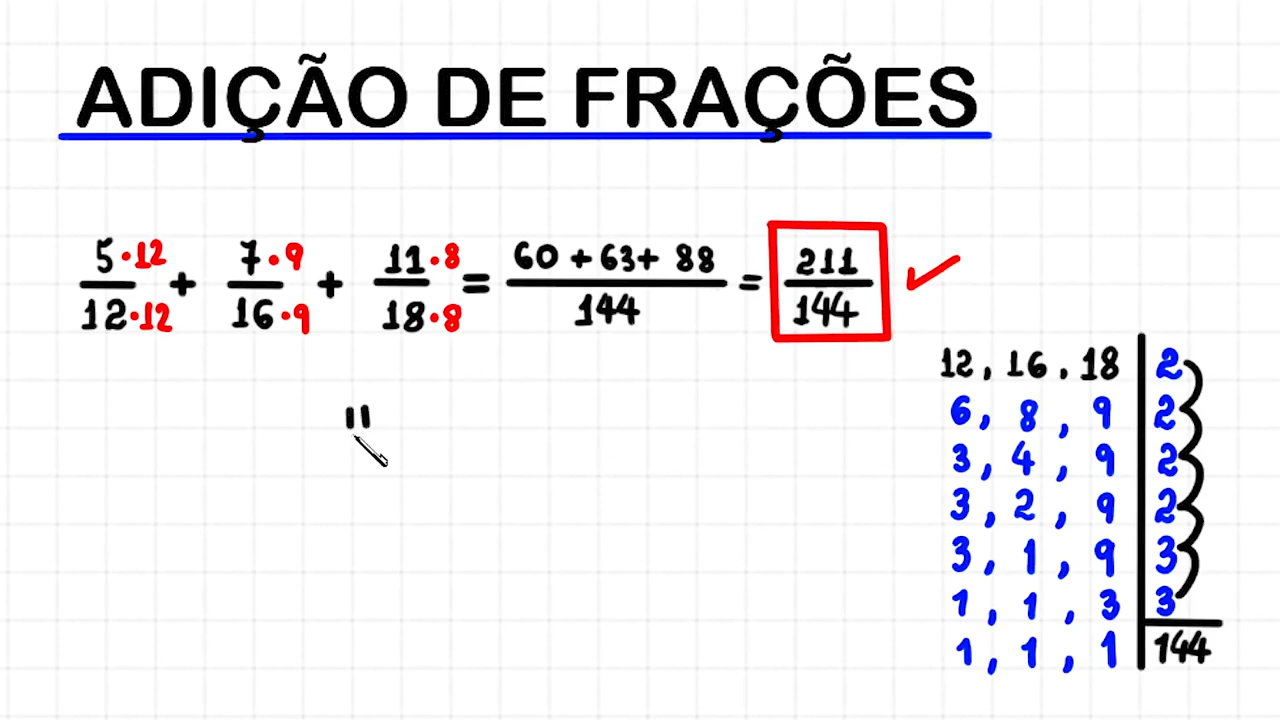 ADIÇÃO DE FRAÇÕES
5·12/12·12 + 7·9/16·9 + 11·8/18·8 = 60 + 63 + 88/144 = 211/144 ✓
12, 16, 18 | 2
"
6, 8, 9 | 2
3, 4, 9 | 2
3, 2, 9 | 2
3, 1, 9 | 3
1, 1, 3 | 3
1, 1, 1 | 144